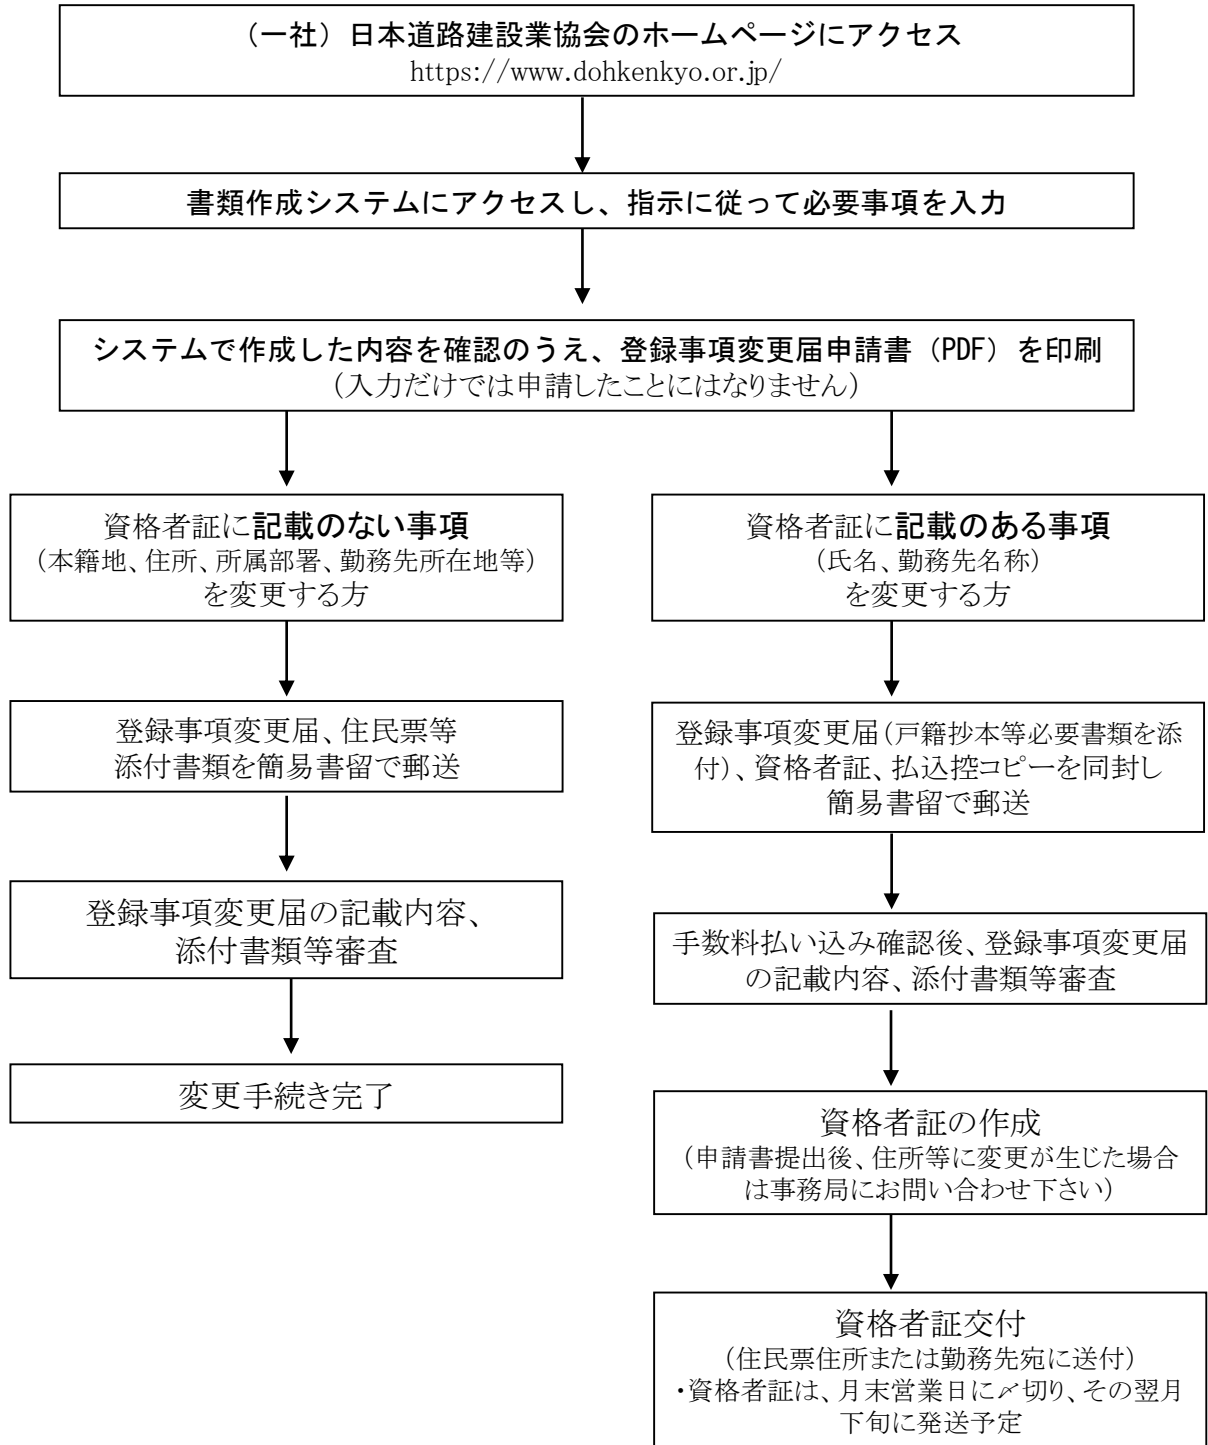 （一社）日本道路建設業協会のホームページにアクセス
https://www.dohkenkyo.or.jp/
書類作成システムにアクセスし、指示に従って必要事項を入力
システムで作成した内容を確認のうえ、登録事項変更届申請書（PDF）を印刷
（入力だけでは申請したことにはなりません）
資格者証に記載のない事項
（本籍地、住所、所属部署、勤務先所在地等）
を変更する方
登録事項変更届、住民票等
添付書類を簡易書留で郵送
登録事項変更届の記載内容、
添付書類等審査
変更手続き完了
資格者証に記載のある事項
（氏名、勤務先名称）
を変更する方
登録事項変更届（戸籍抄本等必要書類を添
付）、資格者証、払込控コピーを同封し
簡易書留で郵送
手数料払い込み確認後、登録事項変更届
の記載内容、添付書類等審査
資格者証の作成
（申請書提出後、住所等に変更が生じた場合
は事務局にお問い合わせ下さい）
資格者証交付
（住民票住所または勤務先宛に送付）
・資格者証は、月末営業日に〆切り、その翌月
下旬に発送予定